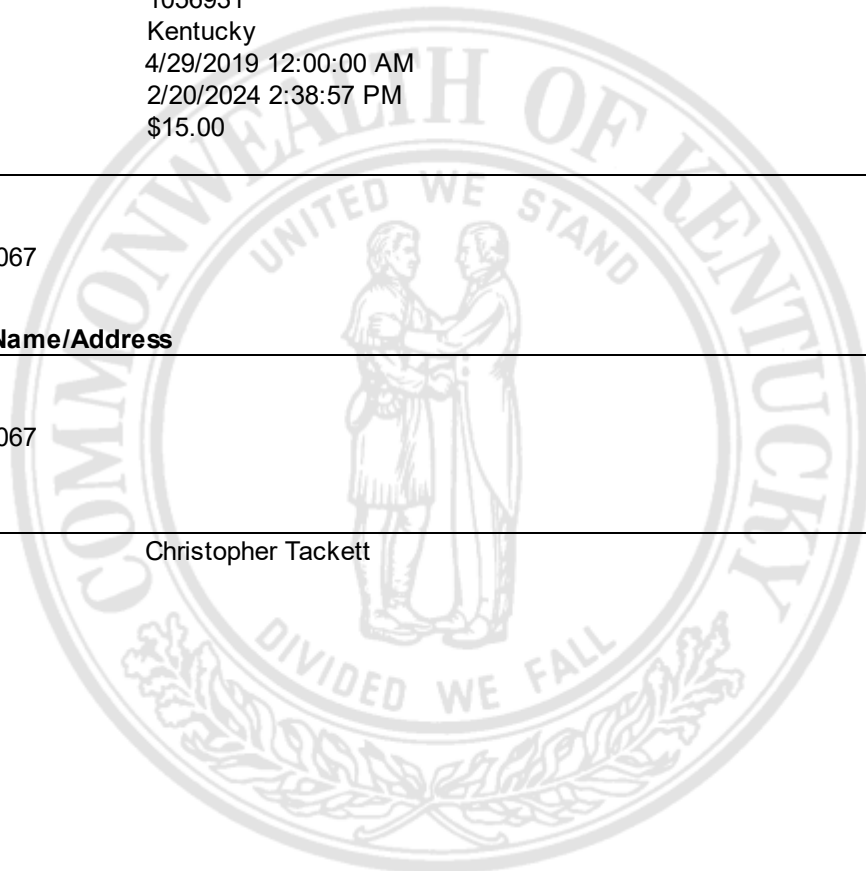 Kentucky
4/29/2019 12:00:00 AM
2/20/2024 2:38:57 PM
$15.00
067
Name/Address
067
Christopher Tackett
COMMONWEALTH OF KENTUCKY
UNITED WE STAND
DIVIDED WE FALL